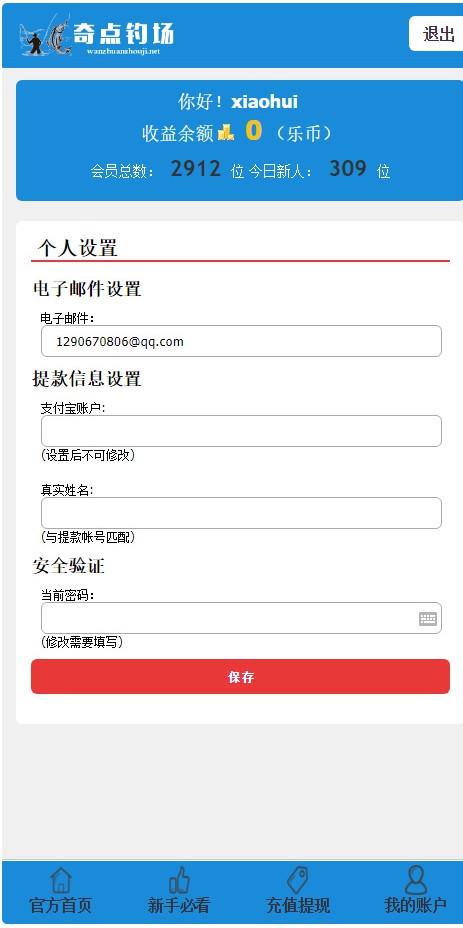 奇点钓场
wanzhuanshouji.net
退出
你好！xiaohui
收益余额 0 （乐币）
会员总数： 2912 位 今日新人： 309 位
个人设置
电子邮件设置
电子邮件：
1290670806@qq.com
提款信息设置
支付宝账户：
（设置后不可修改）
真实姓名：
（与提款帐号匹配）
安全验证
当前密码：
（修改需要填写）
保存
官方首页 新手必看 充值提现 我的账户